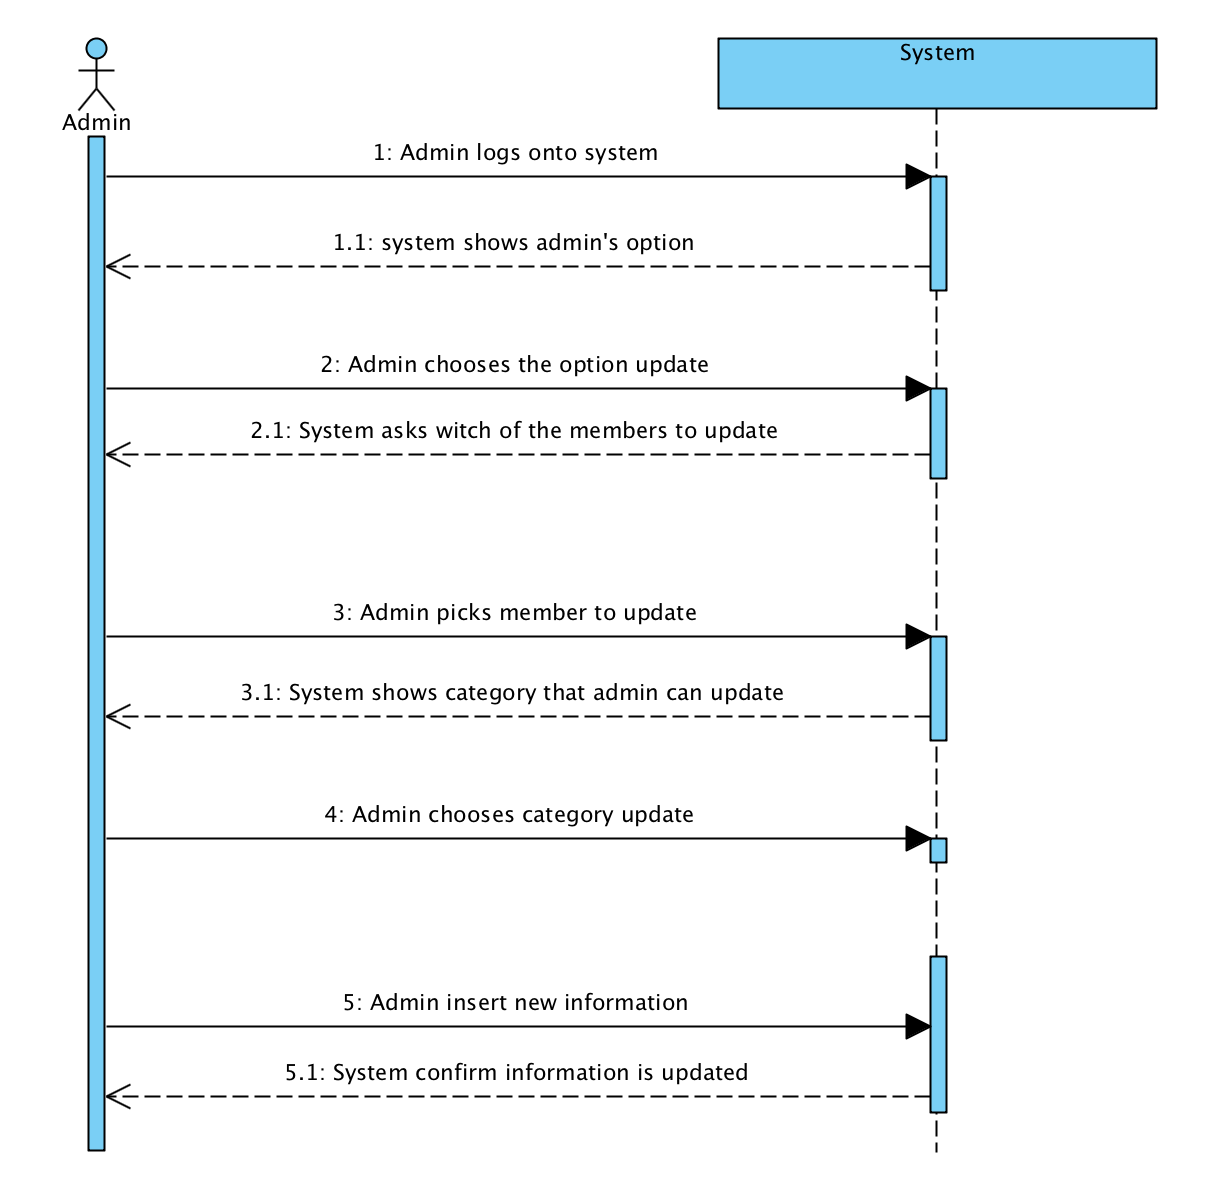 System
Admin
1: Admin logs onto system
1.1: system shows admin's option
2: Admin chooses the option update
2.1: System asks witch of the members to update
3: Admin picks member to update
3.1: System shows category that admin can update
4: Admin chooses category update
5: Admin insert new information
5.1: System confirm information is updated